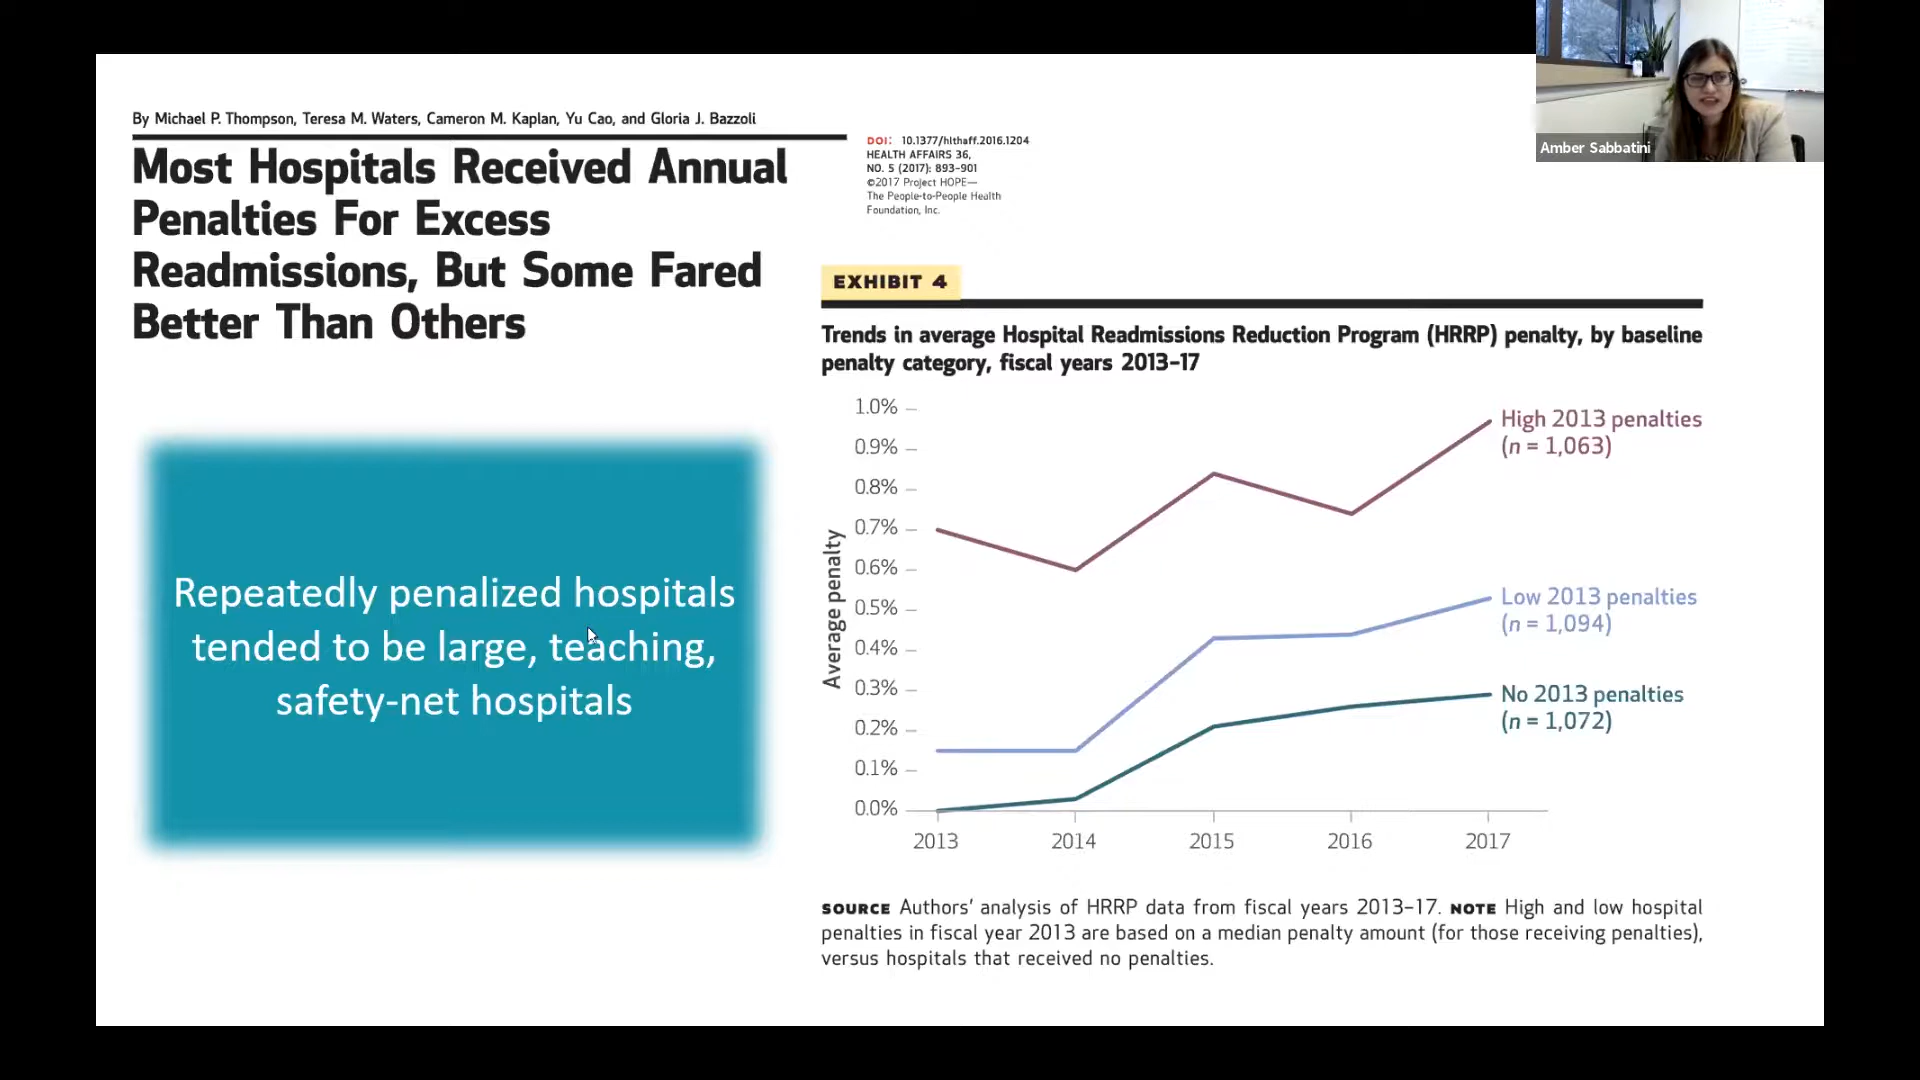 By Michael P. Thompson, Teresa M. Waters, Cameron M. Kaplan, Yu Cao, and Gloria J. Bazzoli
Most Hospitals Received Annual
Penalties For Excess
Readmissions, But Some Fared
Better Than Others
DOI: 10.1377/hlthaff.2016.1204
HEALTH AFFAIRS 36,
NO. 5 (2017): 893–901
©2017 Project HOPE—
The People-to-People Health
Foundation, Inc.
Amber Sabbatini
Repeatedly penalized hospitals
tended to be large, teaching,
safety-net hospitals
EXHIBIT 4
Trends in average Hospital Readmissions Reduction Program (HRRP) penalty, by baseline
penalty category, fiscal years 2013–17
Average penalty
1.0%
0.9%
0.8%
0.7%
0.6%
0.5%
0.4%
0.3%
0.2%
0.1%
0.0%
2013 2014 2015 2016 2017
High 2013 penalties
(n = 1,063)
Low 2013 penalties
(n = 1,094)
No 2013 penalties
(n = 1,072)
SOURCE Authors’ analysis of HRRP data from fiscal years 2013–17. NOTE High and low hospital
penalties in fiscal year 2013 are based on a median penalty amount (for those receiving penalties),
versus hospitals that received no penalties.